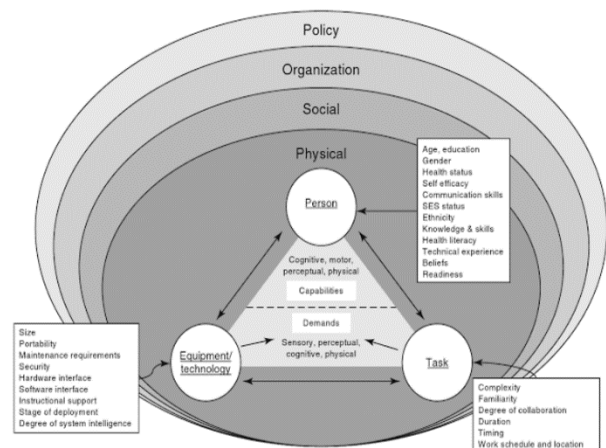 Policy
Organization
Social
Physical
Person
Age, education
Gender
Health status
Self efficacy
Communication skills
SES status
Ethnicity
Knowledge & skills
Health literacy
Technical experience
Beliefs
Readiness
Cognitive, motor,
perceptual, physical
Capabilities
Demands
Sensory, perceptual,
cognitive, physical
Equipment/
technology
Task
Size
Portability
Maintenance requirements
Security
Hardware interface
Software interface
Instructional support
Stage of deployment
Degree of system intelligence
Complexity
Familiarity
Degree of collaboration
Duration
Timing
Work schedule and location